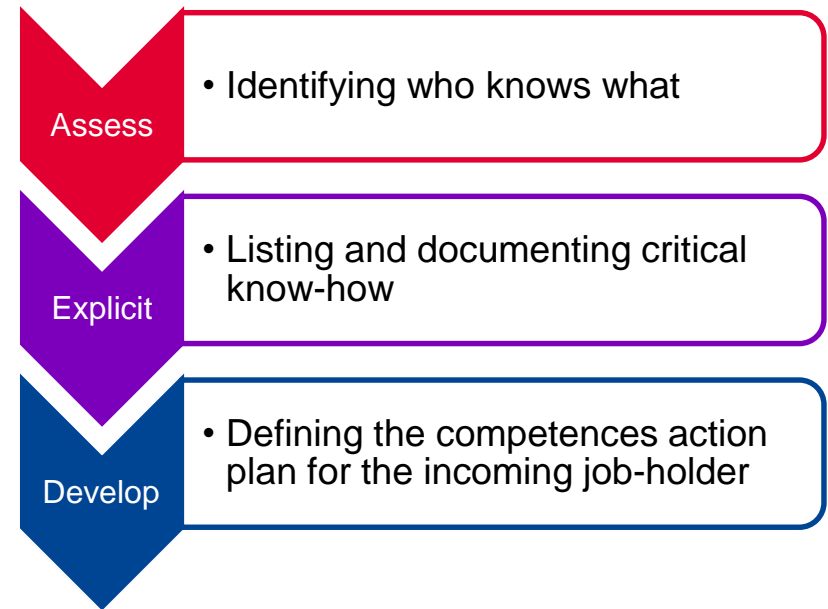 Assess
• Identifying who knows what
Explicit
• Listing and documenting critical
know-how
Develop
• Defining the competences action
plan for the incoming job-holder